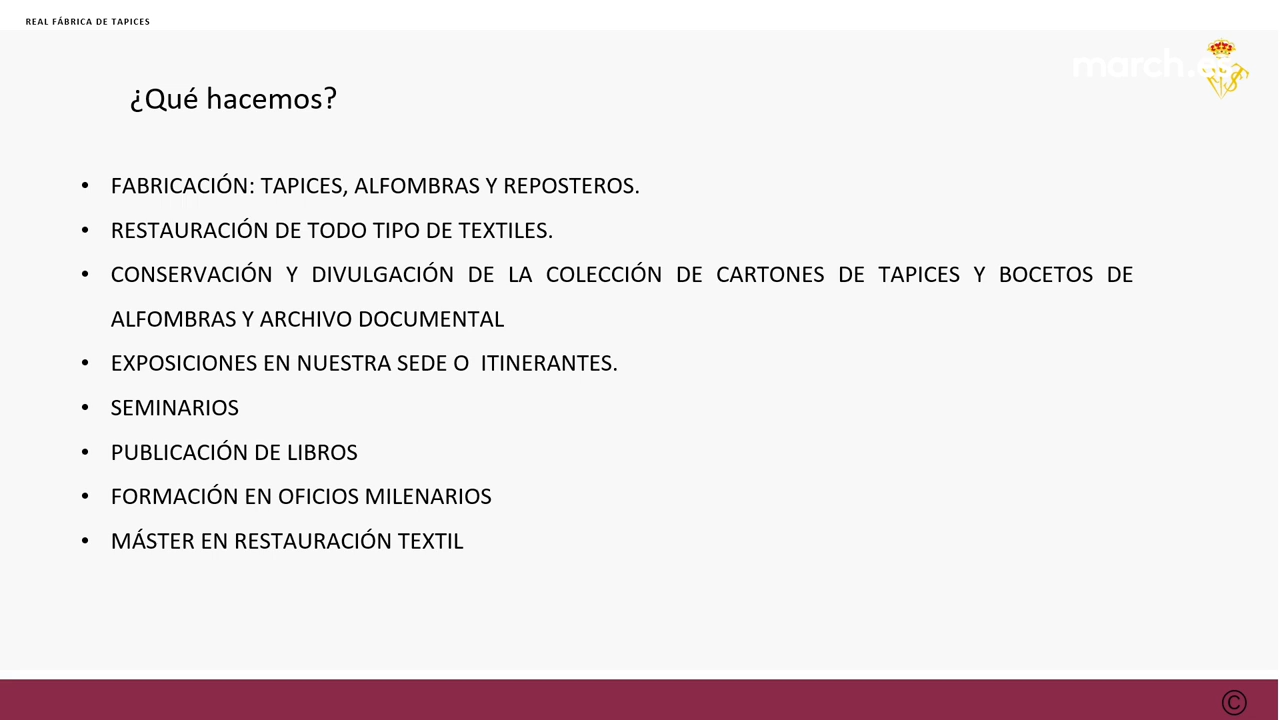 REAL FÁBRICA DE TAPICES
march.es
¿Qué hacemos?
• FABRICACIÓN: TAPICES, ALFOMBRAS Y REPOSTEROS.
• RESTAURACIÓN DE TODO TIPO DE TEXTILES.
• CONSERVACIÓN Y DIVULGACIÓN DE LA COLECCIÓN DE CARTONES DE TAPICES Y BOCETOS DE
ALFOMBRAS Y ARCHIVO DOCUMENTAL
• EXPOSICIONES EN NUESTRA SEDE O ITINERANTES.
• SEMINARIOS
• PUBLICACIÓN DE LIBROS
• FORMACIÓN EN OFICIOS MILENARIOS
• MÁSTER EN RESTAURACIÓN TEXTIL
©